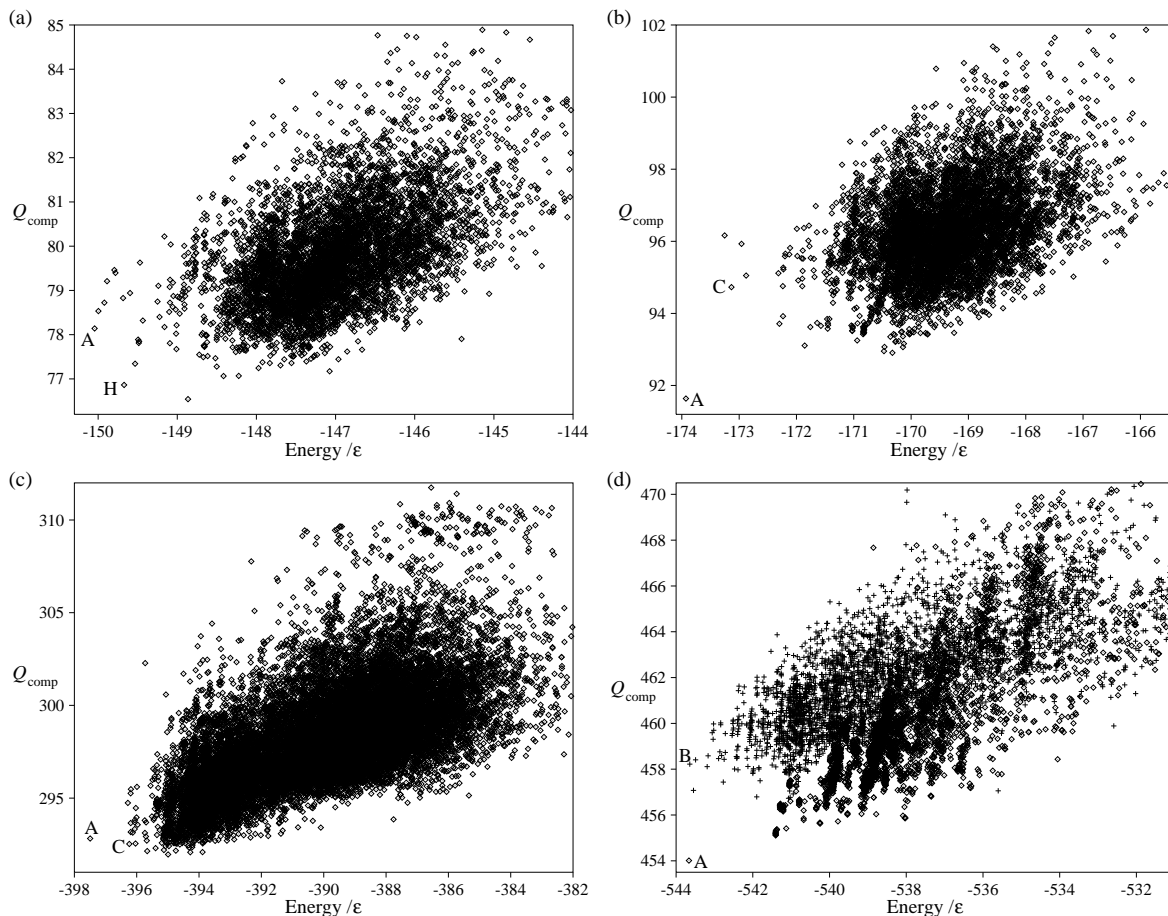 (a)
85
84
83
82
81
80
79
78
77
Q_comp
A
H
-150 -149 -148 -147 -146 -145 -144
Energy /ε
(b)
102
100
98
96
94
92
Q_comp
C
A
-174 -173 -172 -171 -170 -169 -168 -167 -166
Energy /ε
(c)
310
305
300
295
Q_comp
A
C
-398 -396 -394 -392 -390 -388 -386 -384 -382
Energy /ε
(d)
470
468
466
464
462
460
458
456
454
Q_comp
B
A
-544 -542 -540 -538 -536 -534 -532
Energy /ε